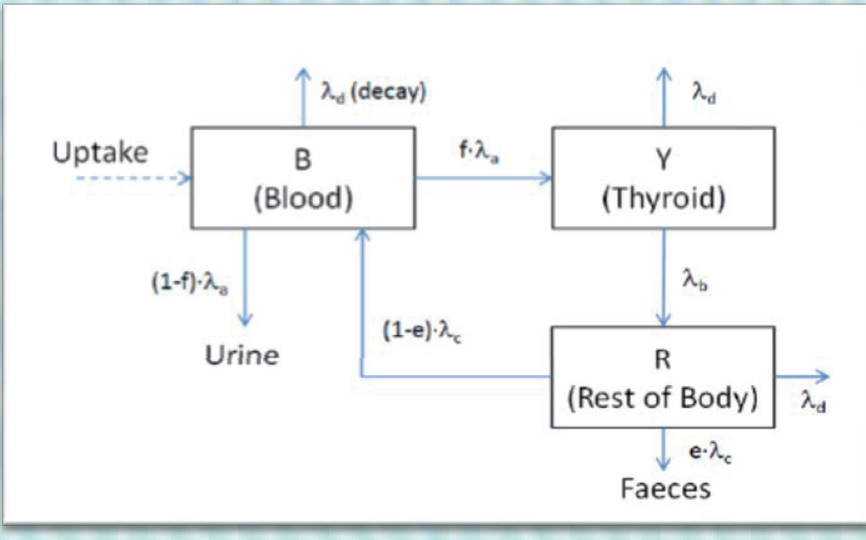 λd (decay)
λd
Uptake
B
(Blood)
f·λa
Y
(Thyroid)
(1-f)·λa
λb
Urine
(1-e)·λc
R
(Rest of Body)
λd
e·λc
Faeces